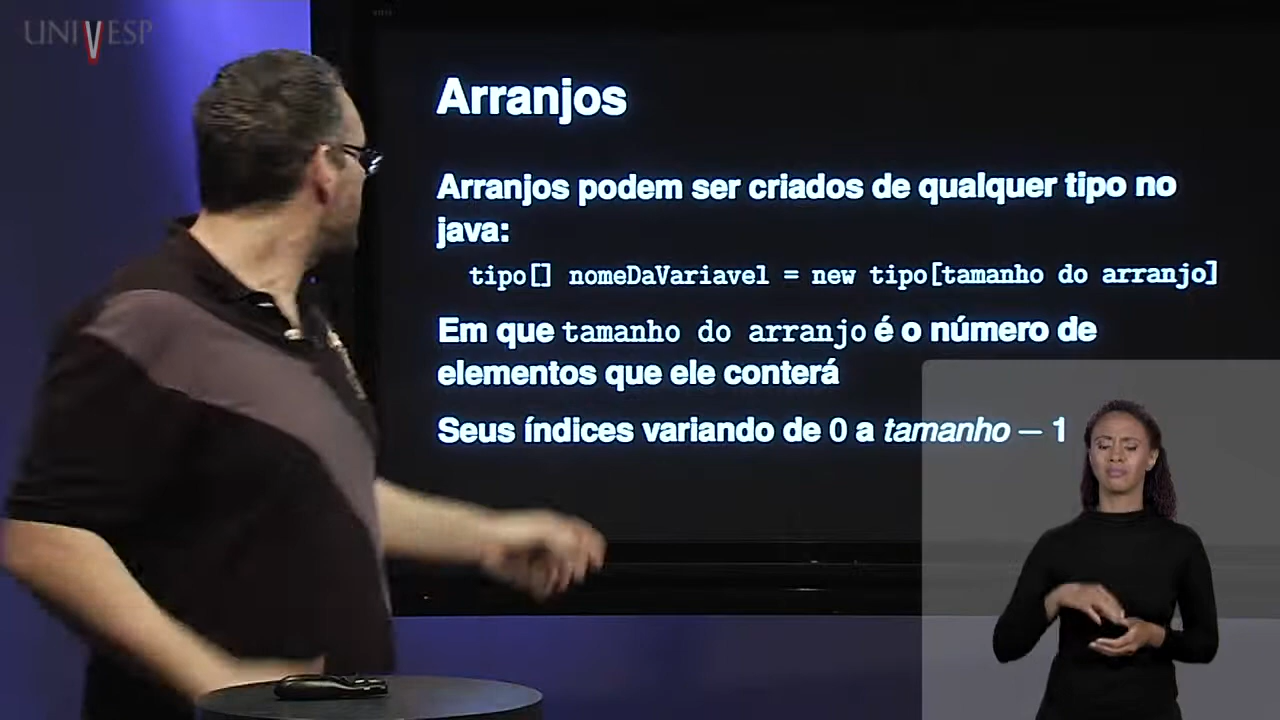 UNIVESP
Arranjos
Arranjos podem ser criados de qualquer tipo no
java:
tipo[] nomeDaVariavel = new tipo[tamanho do arranjo]
Em que tamanho do arranjo é o número de
elementos que ele conterá
Seus índices variando de 0 a tamanho – 1